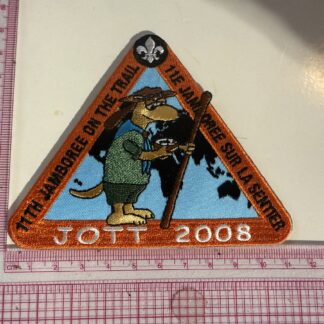 11TH JAMBOREE ON THE TRAIL
11E JAMBOREE SUR LA SENTIER
JOTT 2008